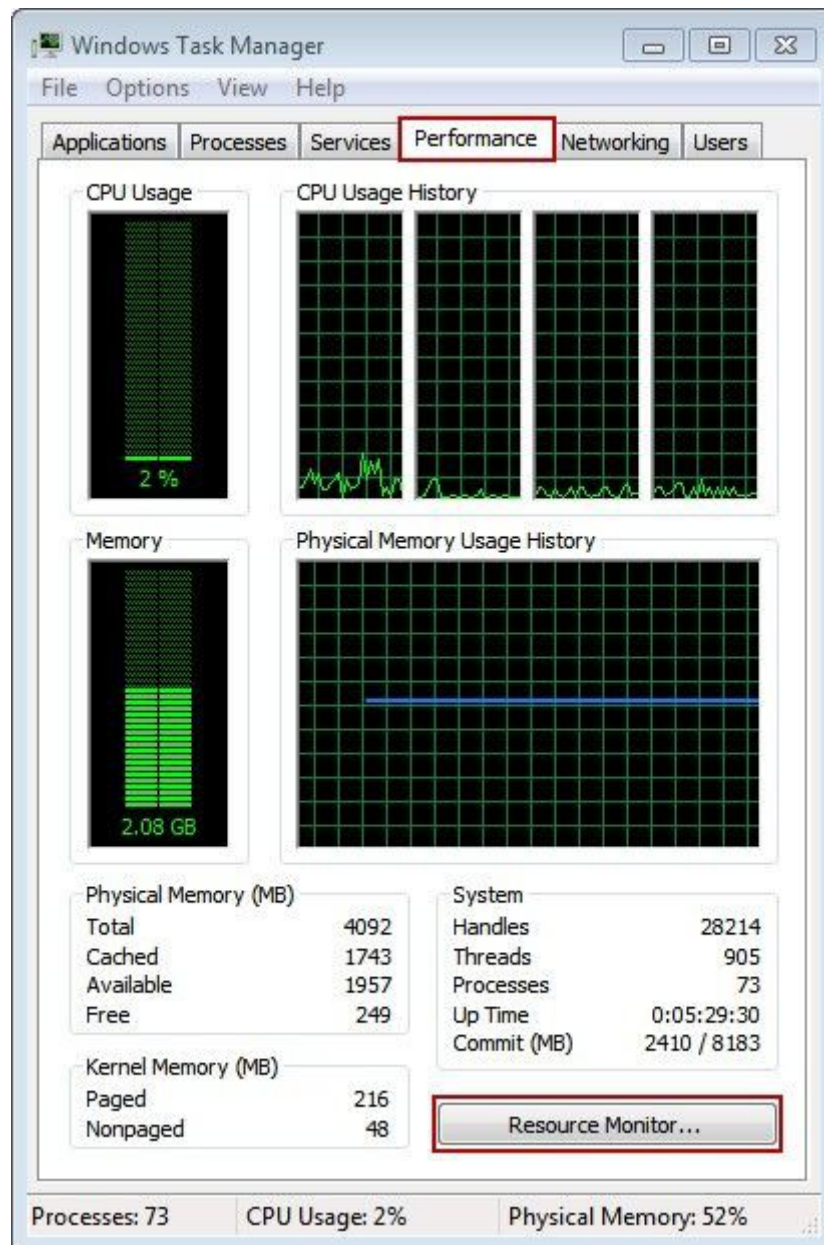 Windows Task Manager
File Options View Help
Applications Processes Services Performance Networking Users
CPU Usage CPU Usage History
2 %
Memory Physical Memory Usage History
2.08 GB
Physical Memory (MB)
Total 4092
Cached 1743
Available 1957
Free 249
System
Handles 28214
Threads 905
Processes 73
Up Time 0:05:29:30
Commit (MB) 2410 / 8183
Kernel Memory (MB)
Paged 216
Nonpaged 48
Resource Monitor...
Processes: 73 CPU Usage: 2% Physical Memory: 52%